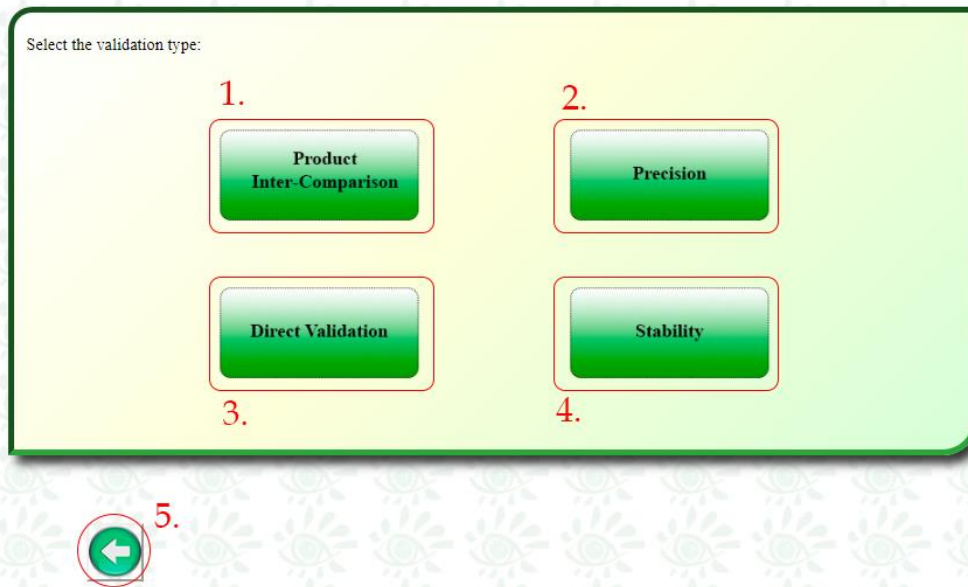 Select the validation type:
1.
2.
Product
Inter-Comparison
Precision
Direct Validation
Stability
3.
4.
5.